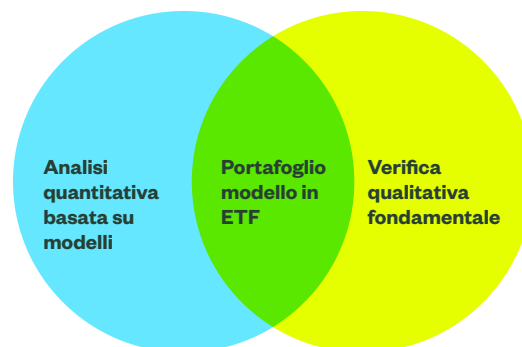 Analisi
quantitativa
basata su
modelli
Portafoglio
modello in
ETF
Verifica
qualitativa
fondamentale